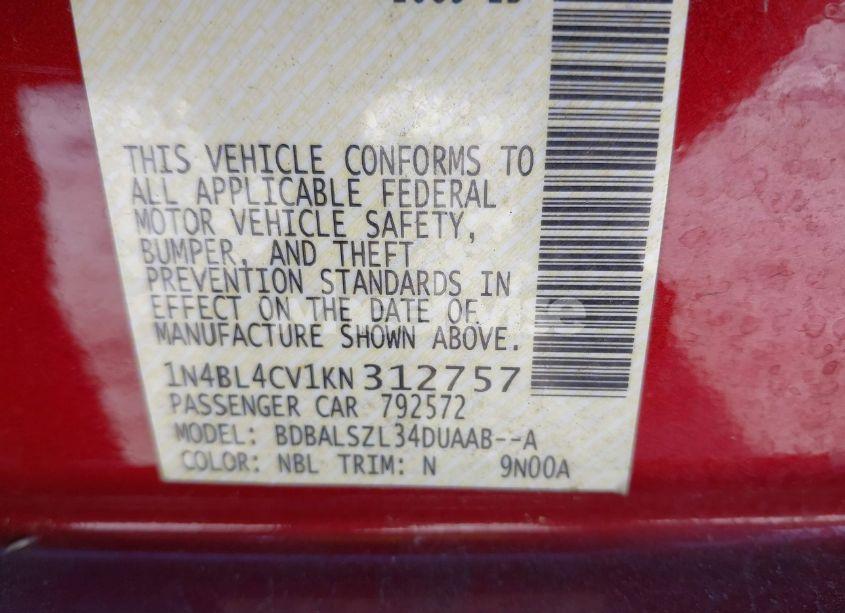 THIS VEHICLE CONFORMS TO
ALL APPLICABLE FEDERAL
MOTOR VEHICLE SAFETY,
BUMPER, AND THEFT
PREVENTION STANDARDS IN
EFFECT ON THE DATE OF
MANUFACTURE SHOWN ABOVE.
1N4BL4CV1KN312757
PASSENGER CAR 792572
MODEL: BDBALSZL34DUAAB--A
COLOR: NBL TRIM: N 9N00A